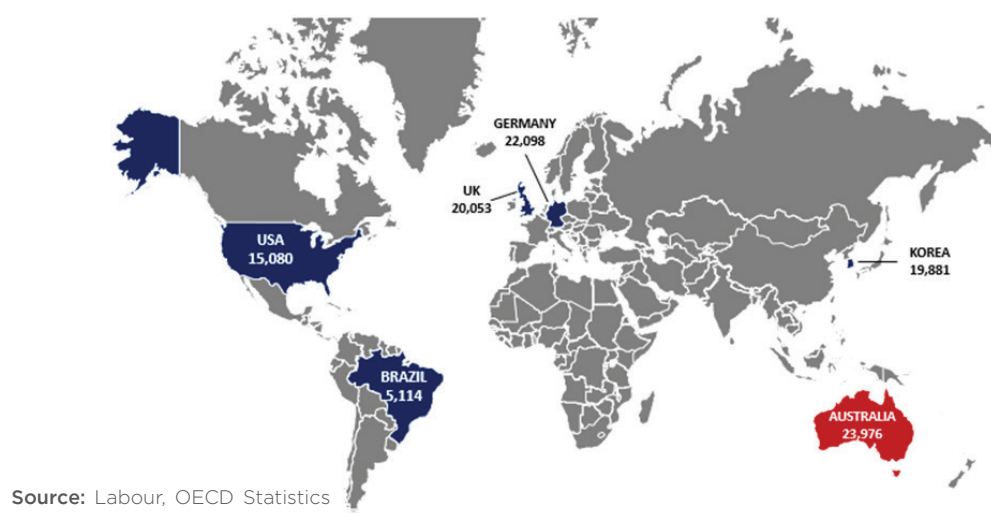 GERMANY
22,098
UK
20,053
USA
15,080
KOREA
19,881
BRAZIL
5,114
AUSTRALIA
23,976
Source: Labour, OECD Statistics